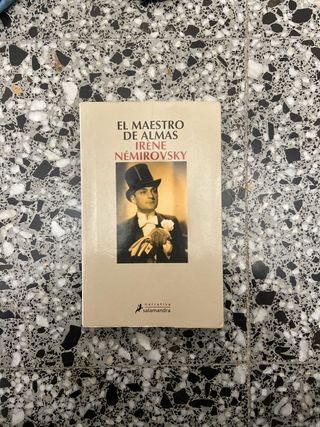 EL MAESTRO
DE ALMAS
IRÈNE
NÉMIROVSKY
narrativa
salamandra